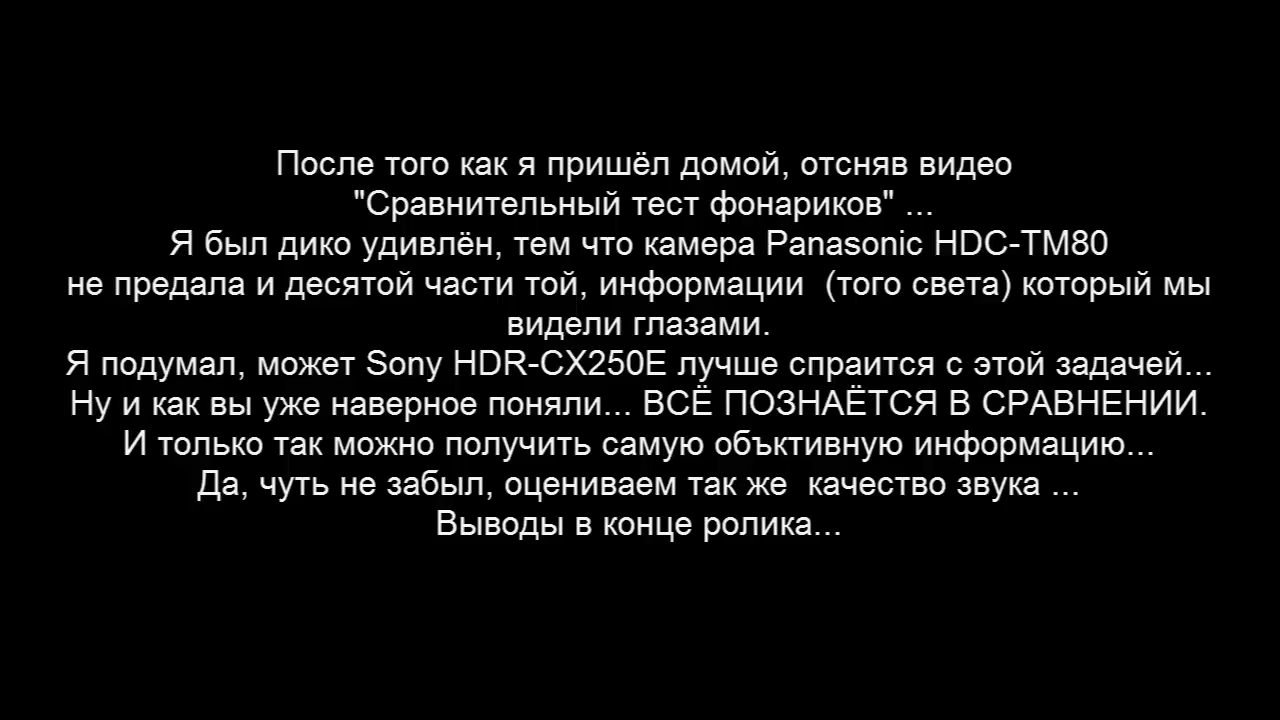 После того как я пришёл домой, отсняв видео
"Сравнительный тест фонариков" ...
Я был дико удивлён, тем что камера Panasonic HDC-TM80
не предала и десятой части той, информации  (того света) который мы
видели глазами.
Я подумал, может Sony HDR-CX250E лучше спраится с этой задачей...
Ну и как вы уже наверное поняли... ВСЁ ПОЗНАЁТСЯ В СРАВНЕНИИ.
И только так можно получить самую объктивную информацию...
Да, чуть не забыл, оцениваем так же  качество звука ...
Выводы в конце ролика...